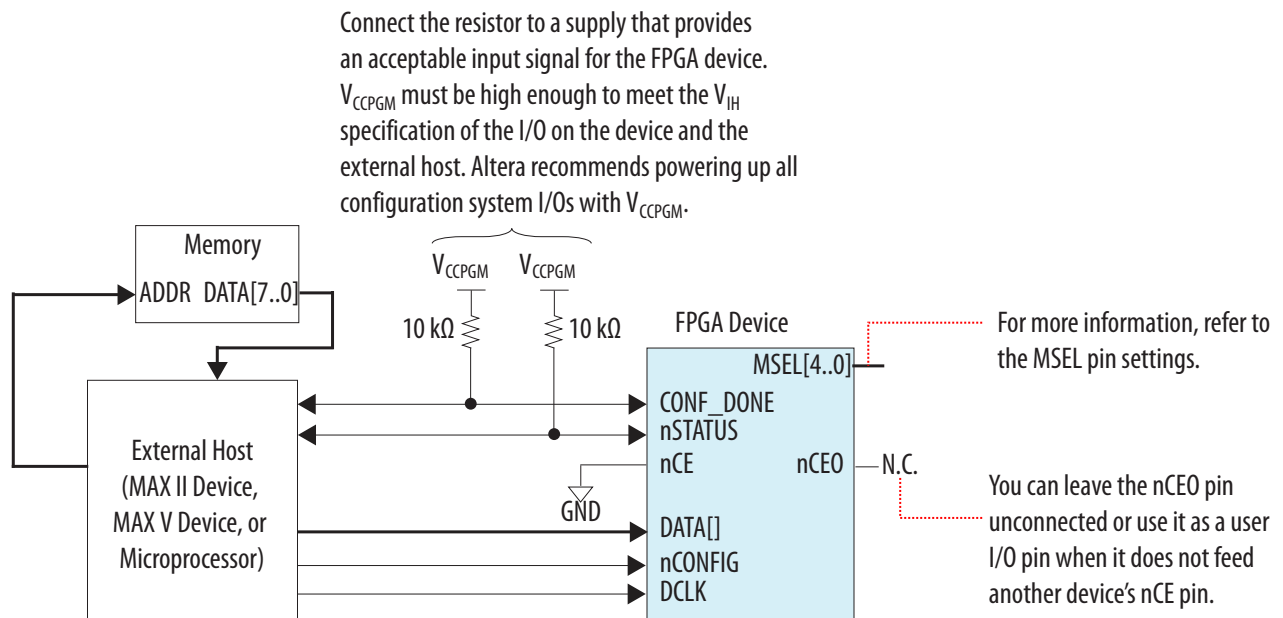 Connect the resistor to a supply that provides
an acceptable input signal for the FPGA device.
VCCPGM must be high enough to meet the VIH
specification of the I/O on the device and the
external host. Altera recommends powering up all
configuration system I/Os with VCCPGM.
Memory
ADDR DATA[7..0]
VCCPGM VCCPGM
10 kΩ 10 kΩ
FPGA Device
MSEL[4..0]
For more information, refer to
the MSEL pin settings.
CONF_DONE
nSTATUS
nCE nCEO N.C.
GND
External Host
(MAX II Device,
MAX V Device, or
Microprocessor)
DATA[]
nCONFIG
DCLK
You can leave the nCEO pin
unconnected or use it as a user
I/O pin when it does not feed
another device's nCE pin.